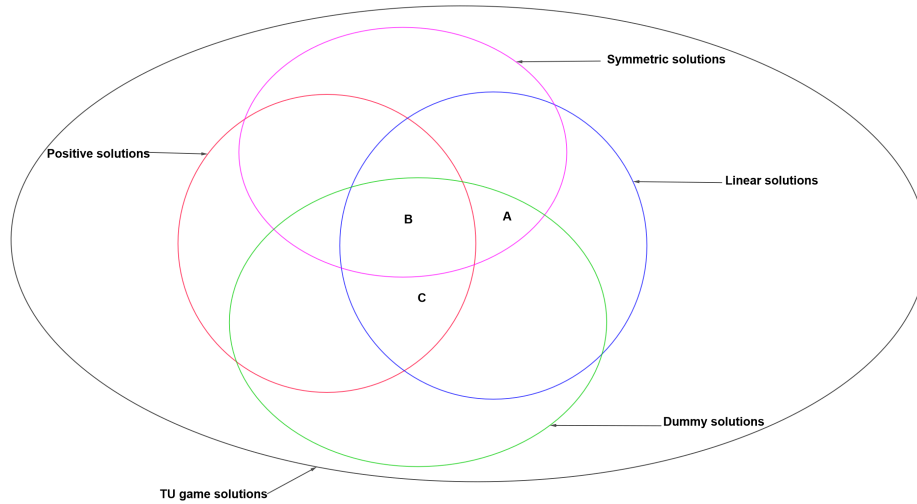 Symmetric solutions
Positive solutions
Linear solutions
B
A
C
Dummy solutions
TU game solutions